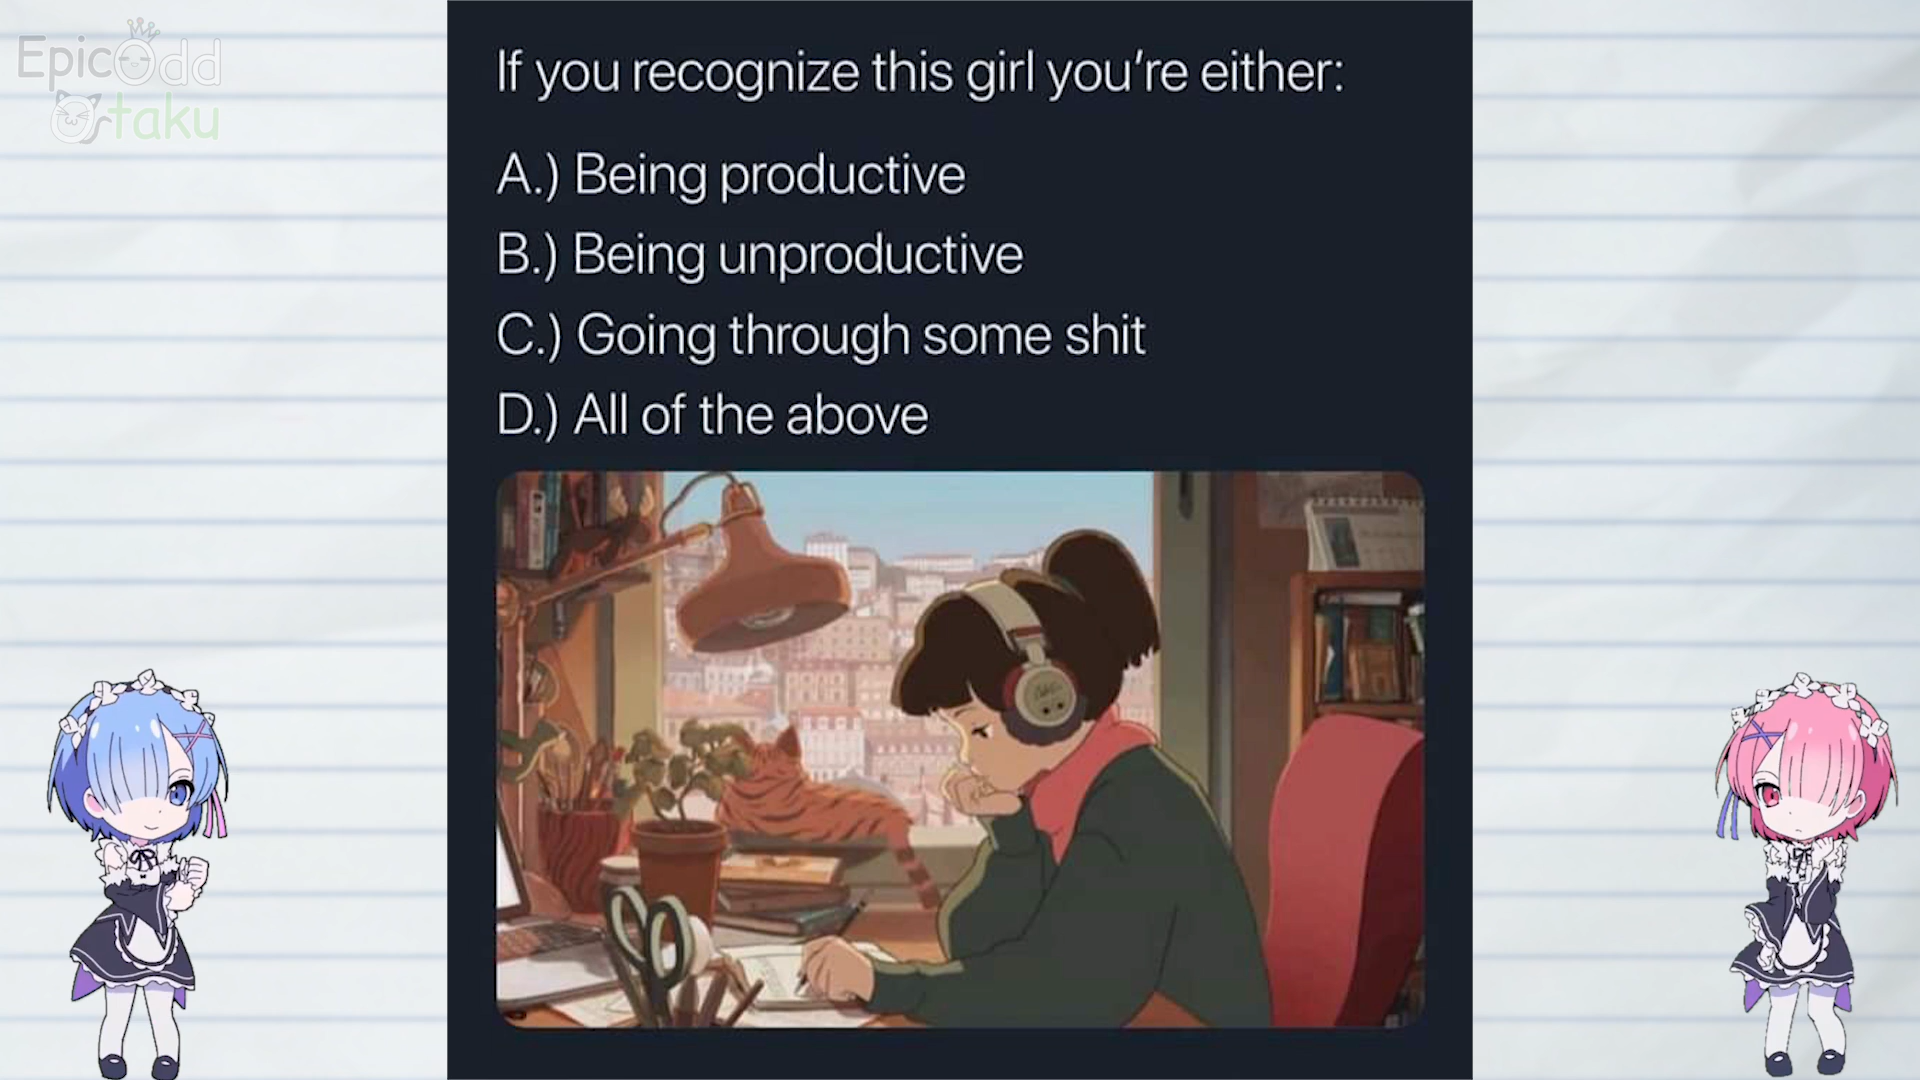 EpicOdd
Otaku
If you recognize this girl you’re either:
A.) Being productive
B.) Being unproductive
C.) Going through some shit
D.) All of the above